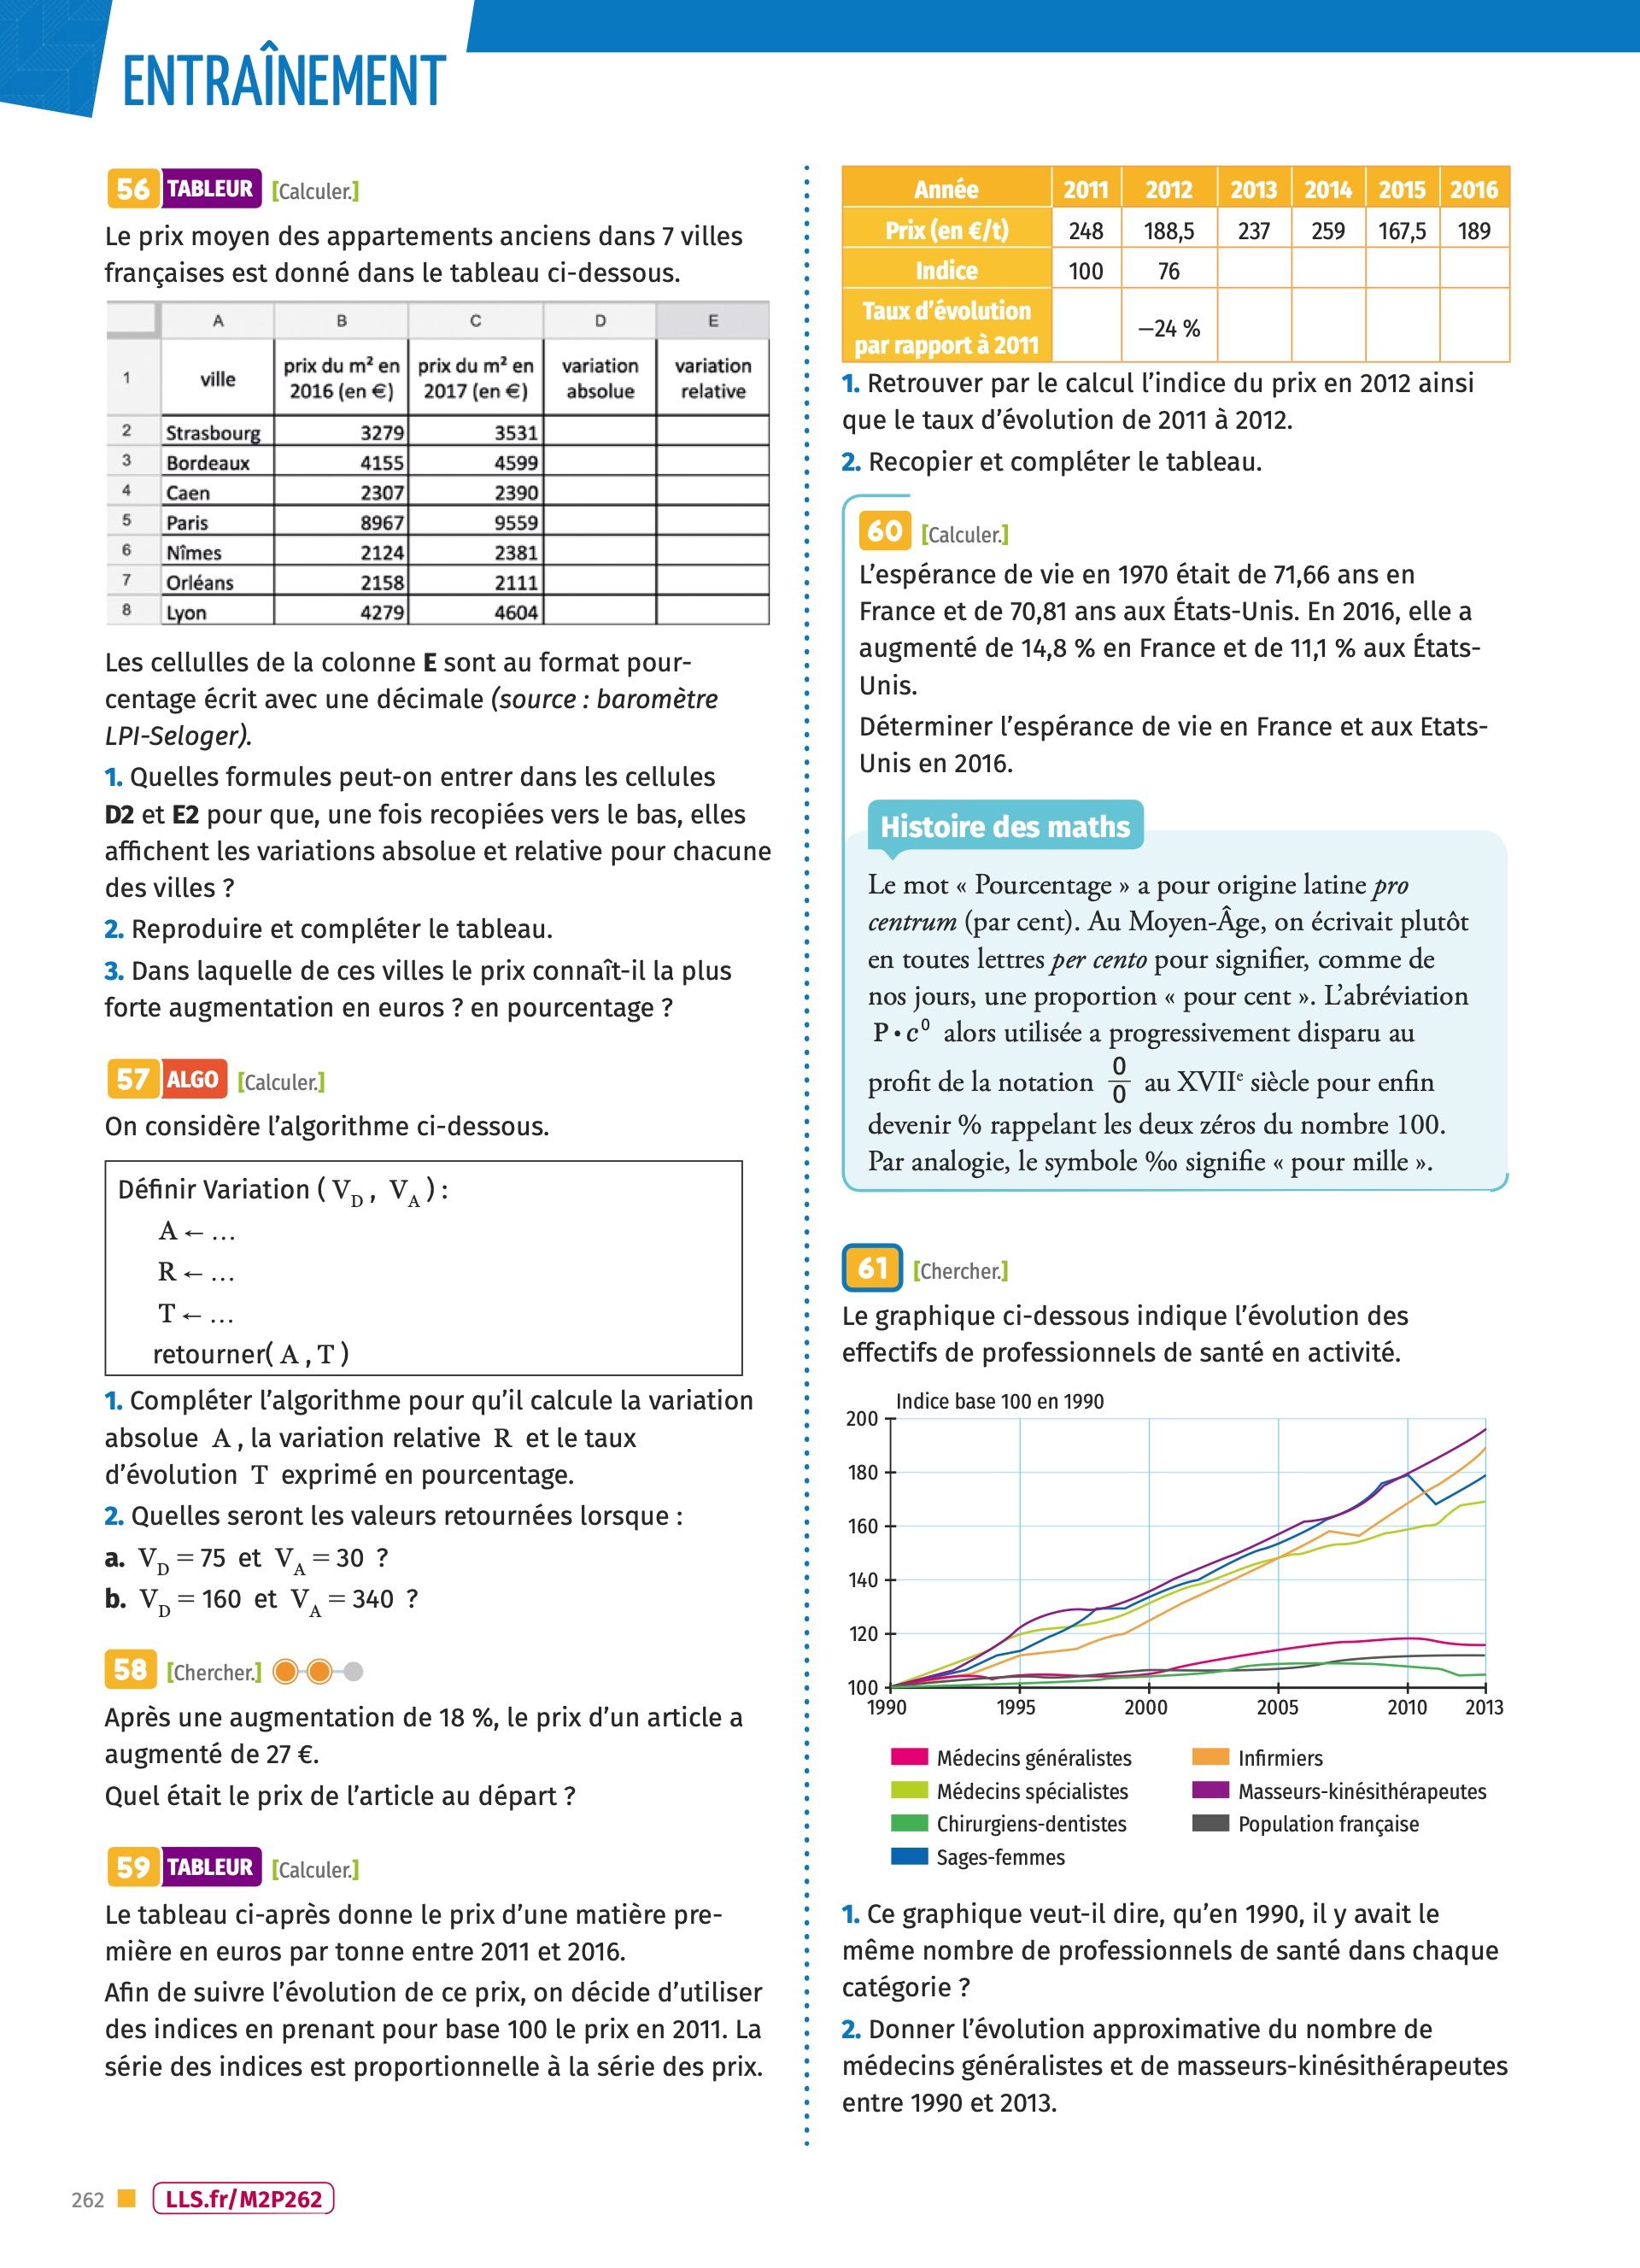 ENTRAÎNEMENT
56 TABLEUR [Calculer.]
Le prix moyen des appartements anciens dans 7 villes
françaises est donné dans le tableau ci-dessous.
A B C D E
1 ville prix du m² en 2016 (en €) prix du m² en 2017 (en €) variation absolue variation relative
2 Strasbourg 3279 3531
3 Bordeaux 4155 4599
4 Caen 2307 2390
5 Paris 8967 9559
6 Nîmes 2124 2381
7 Orléans 2158 2111
8 Lyon 4279 4604
Les cellulles de la colonne E sont au format pour-
centage écrit avec une décimale (source : baromètre
LPI-Seloger).
1. Quelles formules peut-on entrer dans les cellules
D2 et E2 pour que, une fois recopiées vers le bas, elles
affichent les variations absolue et relative pour chacune
des villes ?
2. Reproduire et compléter le tableau.
3. Dans laquelle de ces villes le prix connaît-il la plus
forte augmentation en euros ? en pourcentage ?
57 ALGO [Calculer.]
On considère l'algorithme ci-dessous.
Définir Variation ( V_D , V_A ) :
A ← …
R ← …
T ← …
retourner( A , T )
1. Compléter l'algorithme pour qu'il calcule la variation
absolue A , la variation relative R et le taux
d'évolution T exprimé en pourcentage.
2. Quelles seront les valeurs retournées lorsque :
a. V_D = 75 et V_A = 30 ?
b. V_D = 160 et V_A = 340 ?
58 [Chercher.]
Après une augmentation de 18 %, le prix d'un article a
augmenté de 27 €.
Quel était le prix de l'article au départ ?
59 TABLEUR [Calculer.]
Le tableau ci-après donne le prix d'une matière pre-
mière en euros par tonne entre 2011 et 2016.
Afin de suivre l'évolution de ce prix, on décide d'utiliser
des indices en prenant pour base 100 le prix en 2011. La
série des indices est proportionnelle à la série des prix.
Année 2011 2012 2013 2014 2015 2016
Prix (en €/t) 248 188,5 237 259 167,5 189
Indice 100 76
Taux d'évolution
par rapport à 2011 –24 %
1. Retrouver par le calcul l'indice du prix en 2012 ainsi
que le taux d'évolution de 2011 à 2012.
2. Recopier et compléter le tableau.
60 [Calculer.]
L'espérance de vie en 1970 était de 71,66 ans en
France et de 70,81 ans aux États-Unis. En 2016, elle a
augmenté de 14,8 % en France et de 11,1 % aux États-
Unis.
Déterminer l'espérance de vie en France et aux Etats-
Unis en 2016.
Histoire des maths
Le mot « Pourcentage » a pour origine latine pro
centrum (par cent). Au Moyen-Âge, on écrivait plutôt
en toutes lettres per cento pour signifier, comme de
nos jours, une proportion « pour cent ». L'abréviation
P • c⁰ alors utilisée a progressivement disparu au
profit de la notation 0/0 au XVIIᵉ siècle pour enfin
devenir % rappelant les deux zéros du nombre 100.
Par analogie, le symbole ‰ signifie « pour mille ».
61 [Chercher.]
Le graphique ci-dessous indique l'évolution des
effectifs de professionnels de santé en activité.
Indice base 100 en 1990
200
180
160
140
120
100
1990 1995 2000 2005 2010 2013
Médecins généralistes
Médecins spécialistes
Chirurgiens-dentistes
Sages-femmes
Infirmiers
Masseurs-kinésithérapeutes
Population française
1. Ce graphique veut-il dire, qu'en 1990, il y avait le
même nombre de professionnels de santé dans chaque
catégorie ?
2. Donner l'évolution approximative du nombre de
médecins généralistes et de masseurs-kinésithérapeutes
entre 1990 et 2013.
262 LLS.fr/M2P262